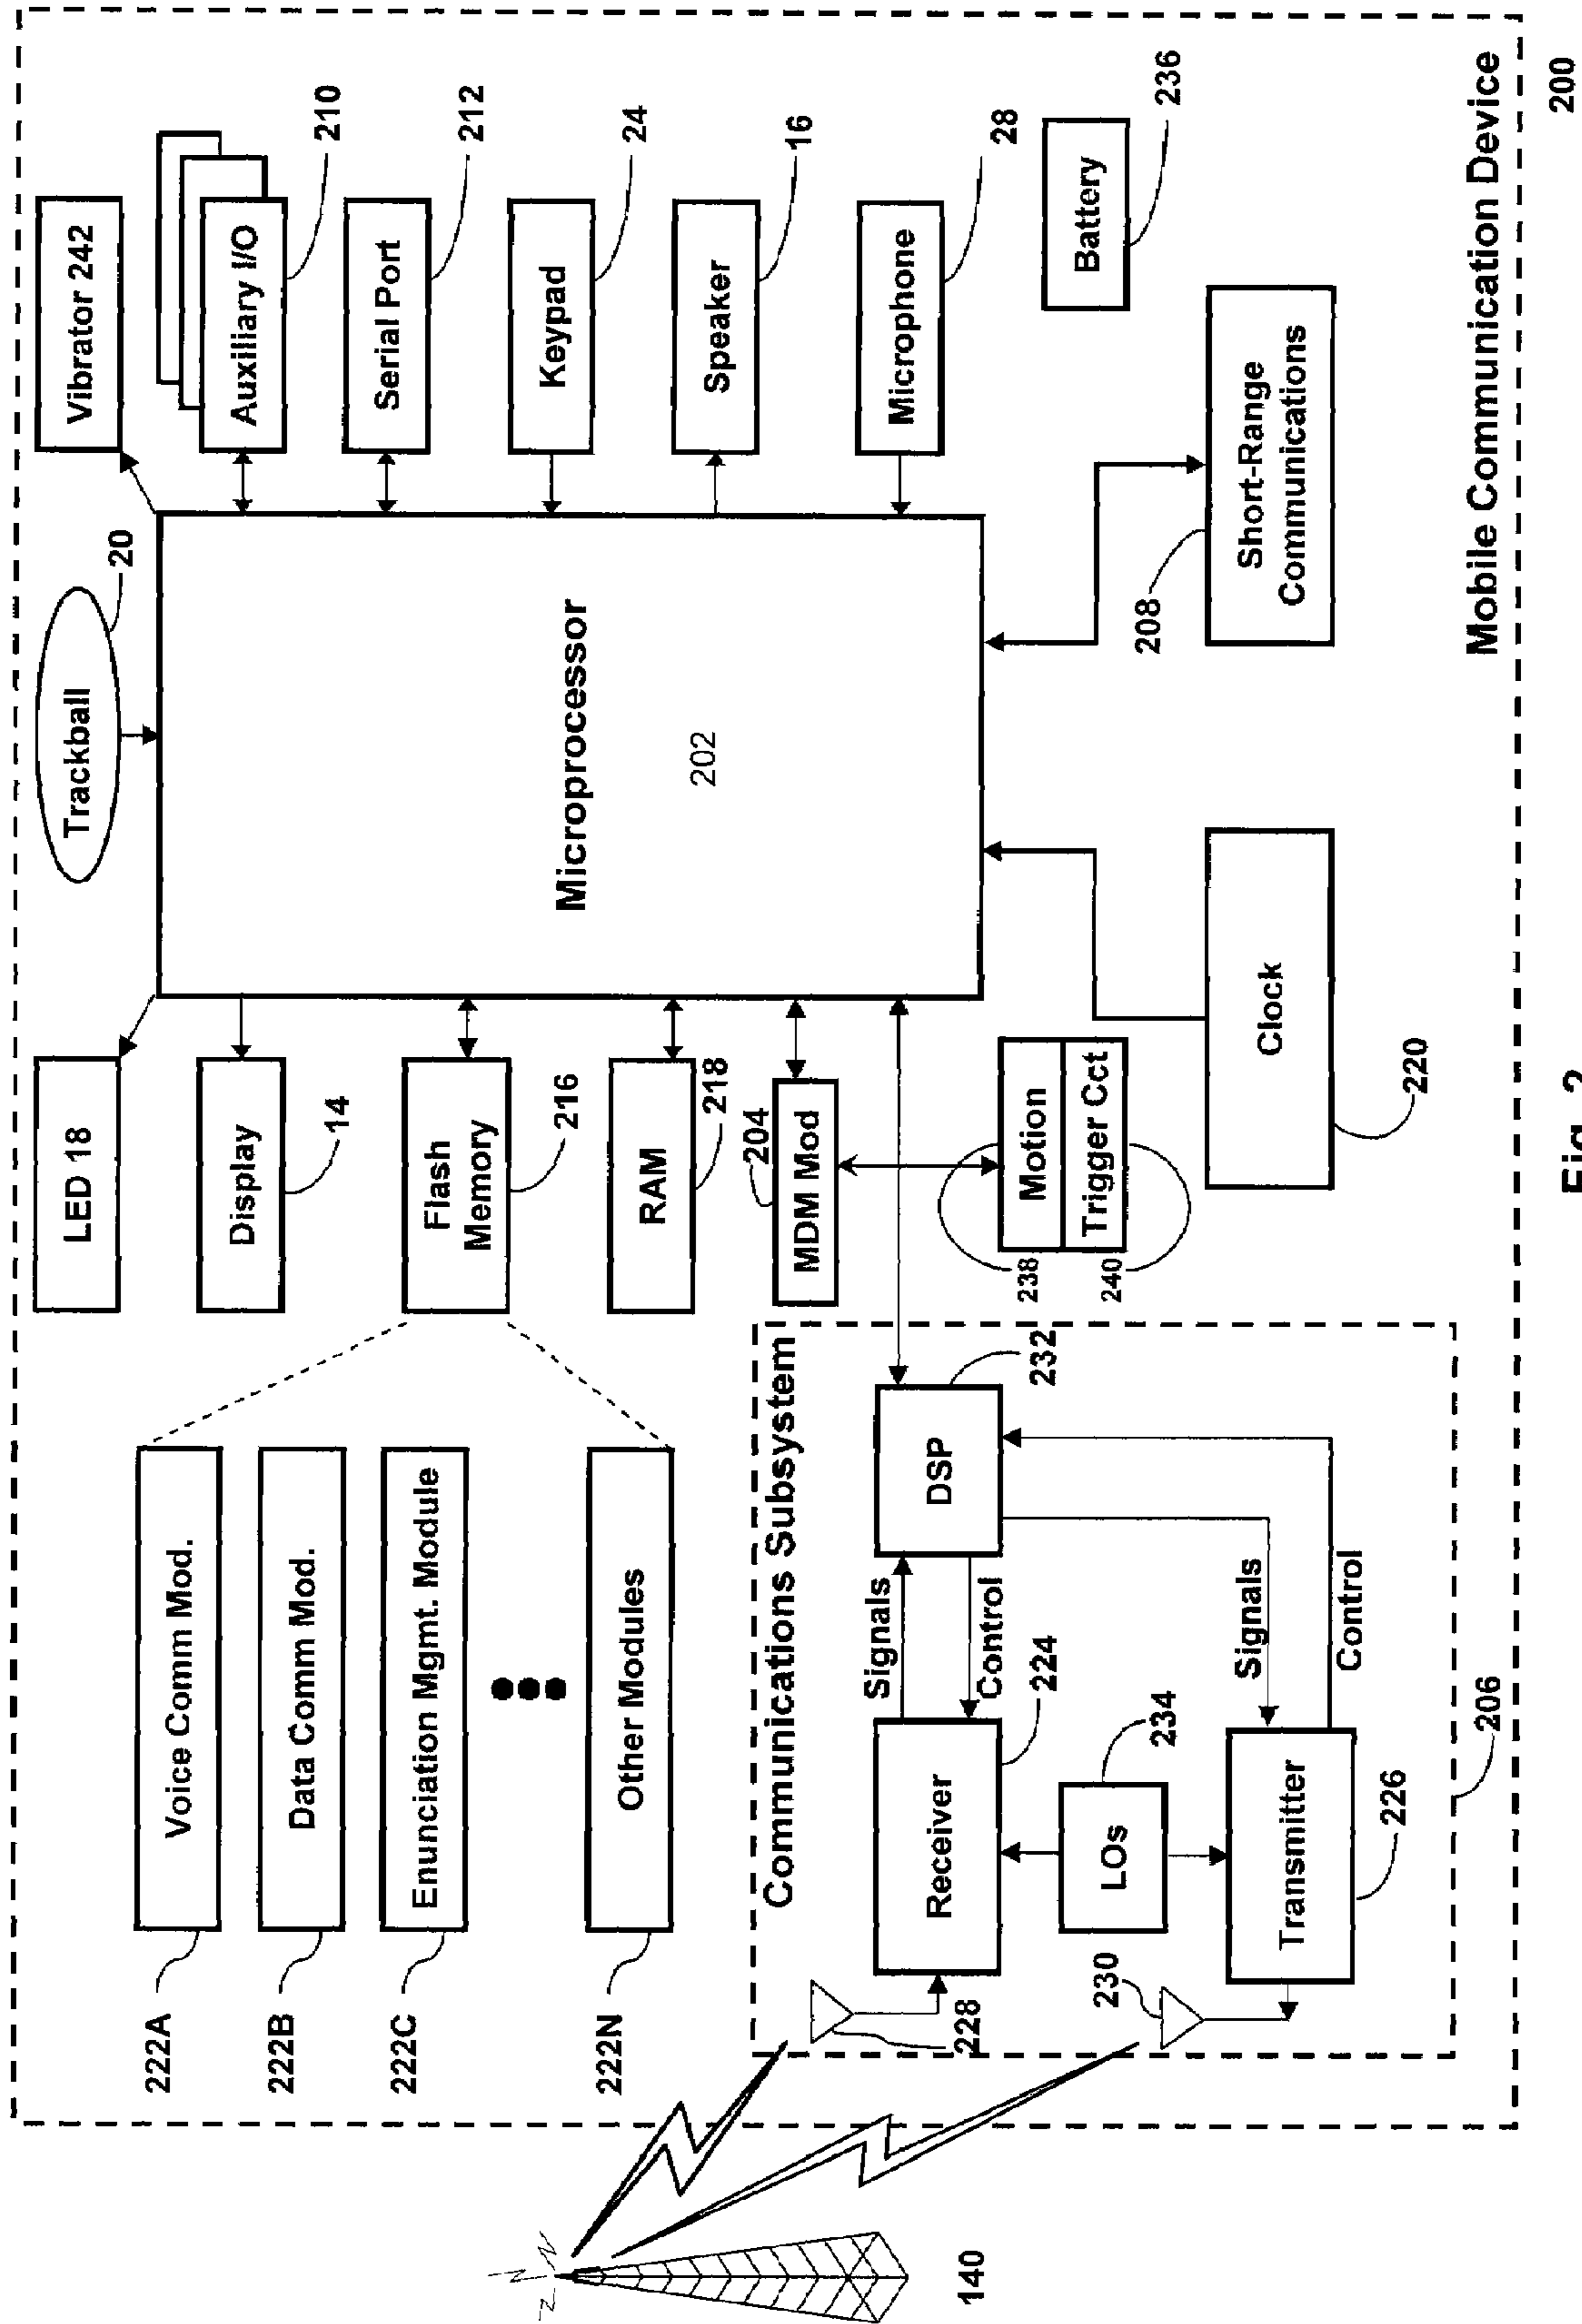 Trackball
20
LED 18
Vibrator 242
Display
14
Auxiliary I/O
210
Voice Comm Mod.
222A
Data Comm Mod.
222B
Enunciation Mgmt. Module
222C
Other Modules
222N
Flash
Memory
216
Serial Port
212
Microprocessor
202
Keypad
24
RAM
218
Speaker
16
204
MDM Mod
Microphone
28
Communications Subsystem
DSP
232
Signals
Control
Receiver
224
228
LOs
234
230
Signals
Control
Transmitter
226
206
Motion
238
Trigger Cct
240
Battery
236
Clock
220
208
Short-Range
Communications
140
Mobile Communication Device
200